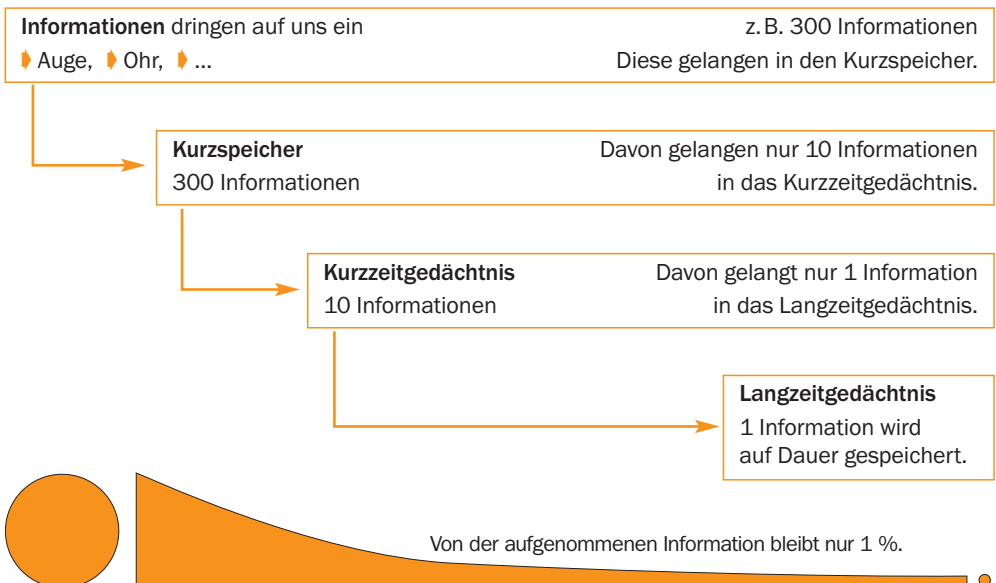 Informationen dringen auf uns ein
z. B. 300 Informationen
Auge, Ohr, ...
Diese gelangen in den Kurzspeicher.
Kurzspeicher
Davon gelangen nur 10 Informationen
300 Informationen
in das Kurzzeitgedächtnis.
Kurzzeitgedächtnis
Davon gelangt nur 1 Information
10 Informationen
in das Langzeitgedächtnis.
Langzeitgedächtnis
1 Information wird
auf Dauer gespeichert.
Von der aufgenommenen Information bleibt nur 1 %.